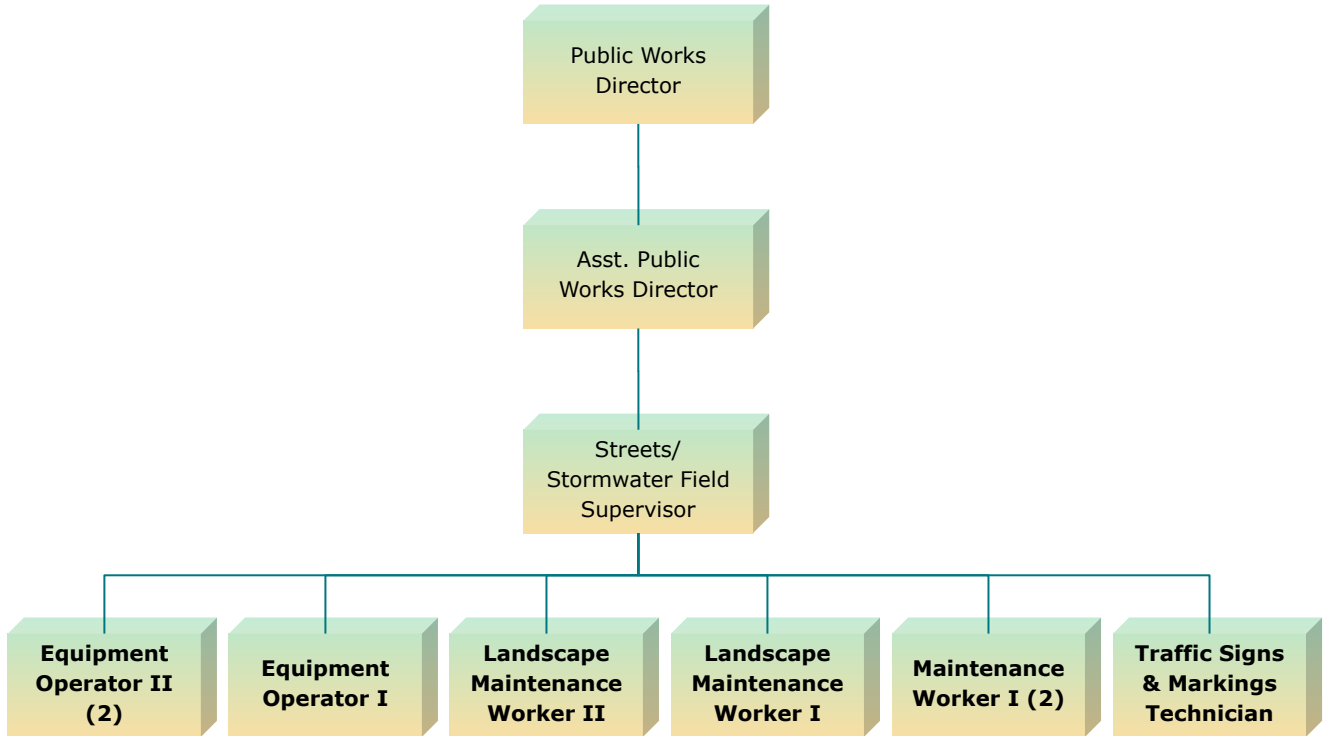 Public Works
Director
Asst. Public
Works Director
Streets/
Stormwater Field
Supervisor
Equipment
Operator II
(2)
Equipment
Operator I
Landscape
Maintenance
Worker II
Landscape
Maintenance
Worker I
Maintenance
Worker I (2)
Traffic Signs
& Markings
Technician